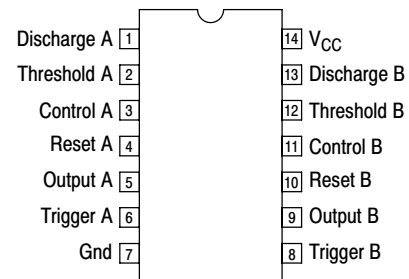 Discharge A 1 14 VCC
Threshold A 2 13 Discharge B
Control A 3 12 Threshold B
Reset A 4 11 Control B
Output A 5 10 Reset B
Trigger A 6 9 Output B
Gnd 7 8 Trigger B